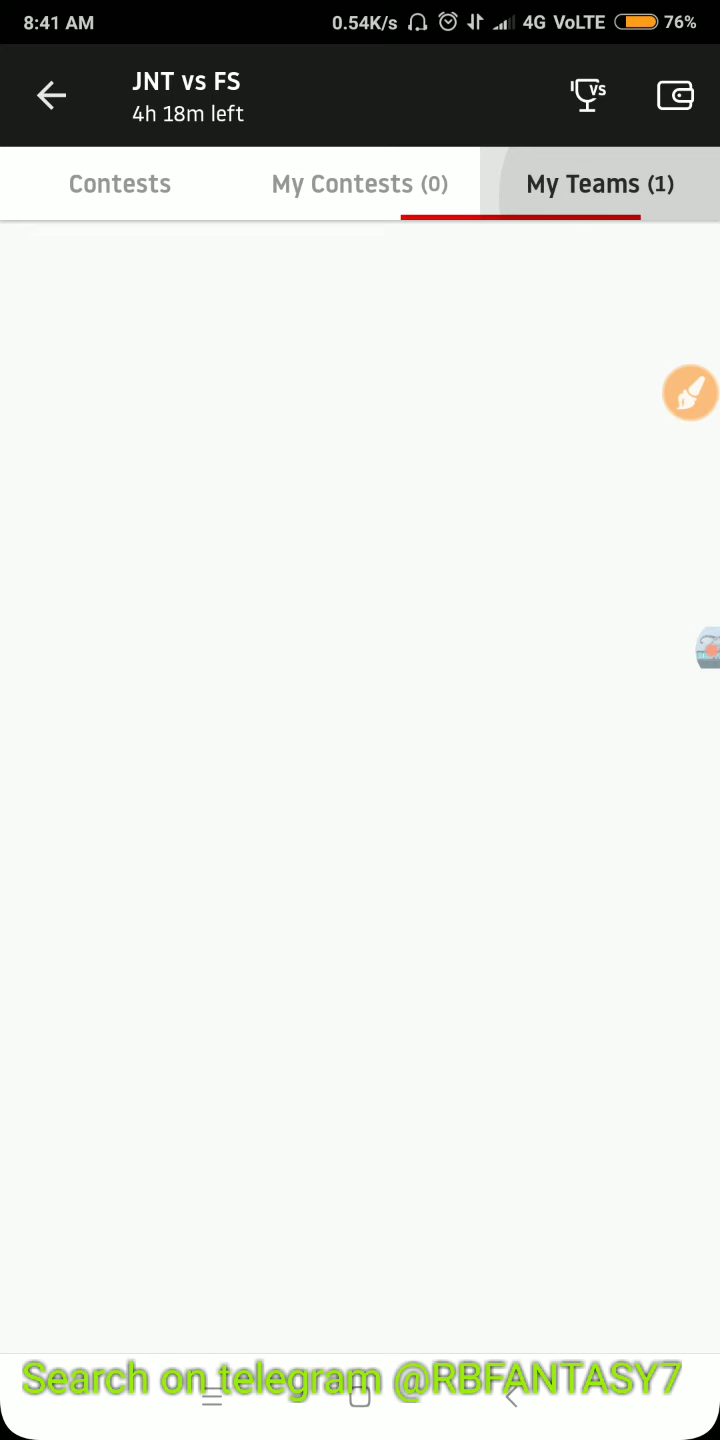 8:41 AM 0.54K/s 4G VoLTE 76%
JNT vs FS
4h 18m left
VS
Contests My Contests (0) My Teams (1)
Search on telegram @RBFANTASY7